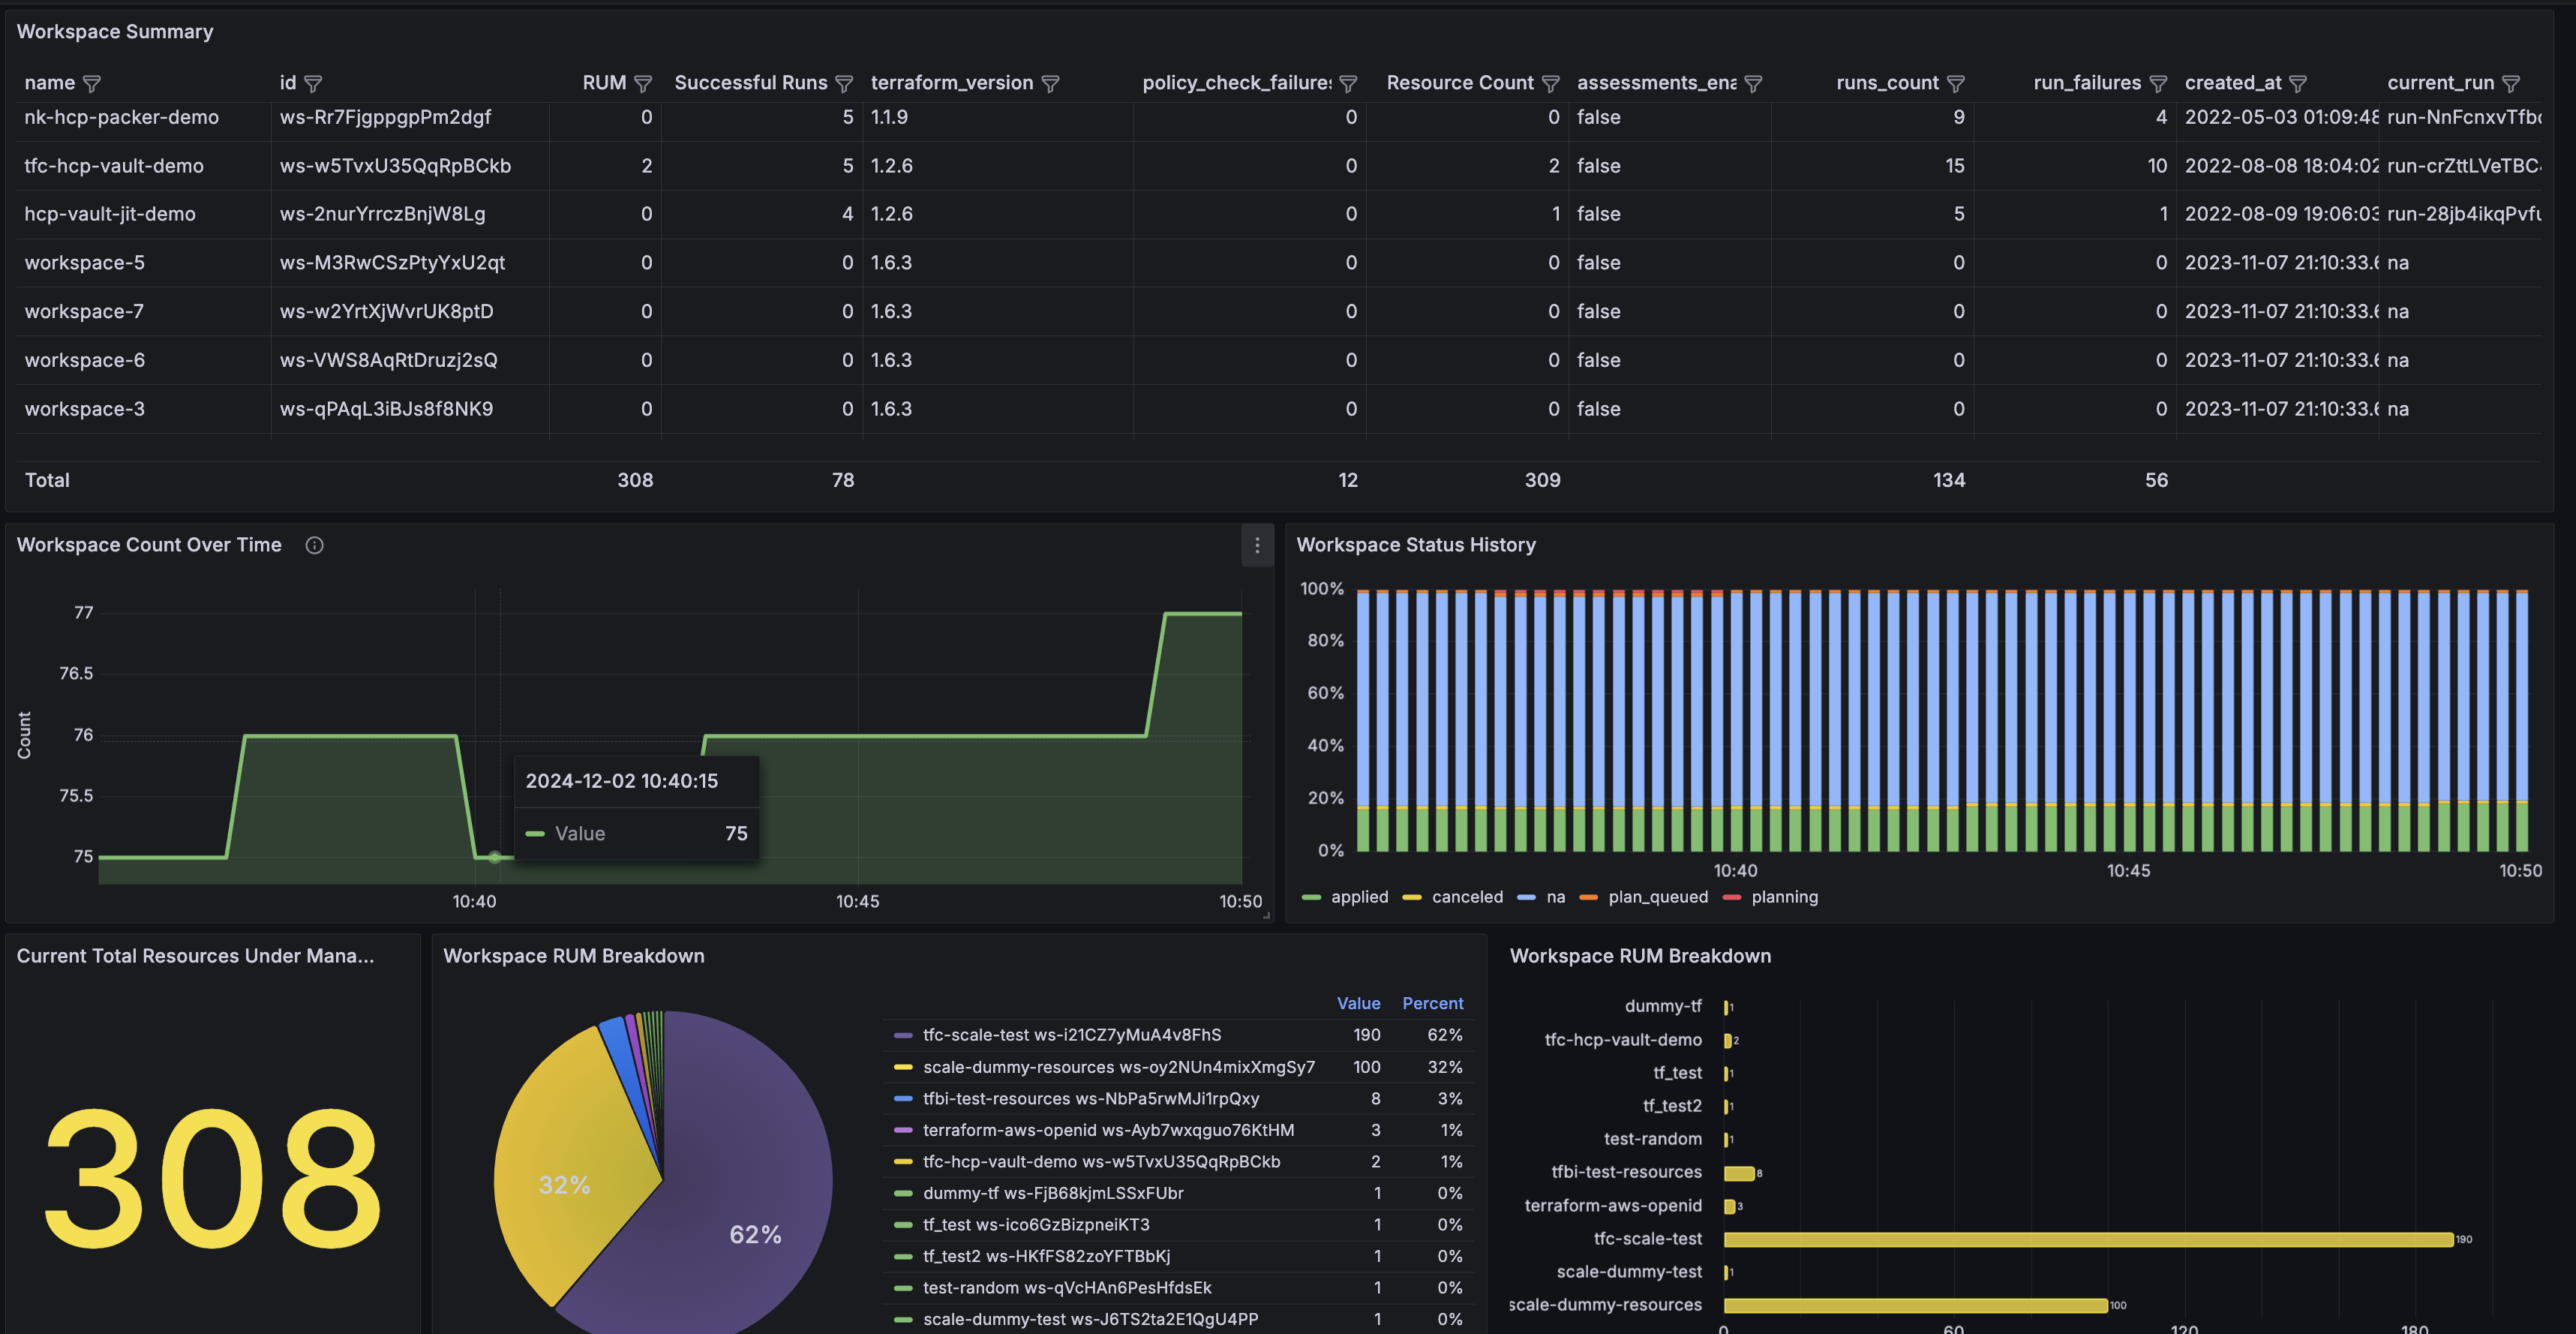 Workspace Summary
name id RUM Successful Runs terraform_version policy_check_failures Resource Count assessments_ena runs_count run_failures created_at current_run
nk-hcp-packer-demo ws-Rr7FjgppgpPm2dgf 0 5 1.1.9 0 0 false 9 4 2022-05-03 01:09:48 run-NnFcnxvTfbc
tfc-hcp-vault-demo ws-w5TvxU35QqRpBCkb 2 5 1.2.6 0 2 false 15 10 2022-08-08 18:04:02 run-crZttLVeTBC
hcp-vault-jit-demo ws-2nurYrrczBnjW8Lg 0 4 1.2.6 0 1 false 5 1 2022-08-09 19:06:03 run-28jb4ikqPvfu
workspace-5 ws-M3RwCSzPtyYxU2qt 0 0 1.6.3 0 0 false 0 0 2023-11-07 21:10:33.6 na
workspace-7 ws-w2YrtXjWvrUK8ptD 0 0 1.6.3 0 0 false 0 0 2023-11-07 21:10:33.6 na
workspace-6 ws-VWS8AqRtDruzj2sQ 0 0 1.6.3 0 0 false 0 0 2023-11-07 21:10:33.6 na
workspace-3 ws-qPAqL3iBJs8f8NK9 0 0 1.6.3 0 0 false 0 0 2023-11-07 21:10:33.6 na
Total 308 78 12 309 134 56
Workspace Count Over Time
Count
77
76.5
76
75.5
75
2024-12-02 10:40:15
Value 75
10:40 10:45 10:50
Workspace Status History
100%
80%
60%
40%
20%
0%
10:40 10:45 10:50
applied canceled na plan_queued planning
Current Total Resources Under Mana...
308
Workspace RUM Breakdown
32%
62%
Value Percent
tfc-scale-test ws-i21CZ7yMuA4v8FhS 190 62%
scale-dummy-resources ws-oy2NUn4mixXmgSy7 100 32%
tfbi-test-resources ws-NbPa5rwMJi1rpQxy 8 3%
terraform-aws-openid ws-Ayb7wxqguo76KtHM 3 1%
tfc-hcp-vault-demo ws-w5TvxU35QqRpBCkb 2 1%
dummy-tf ws-FjB68kjmLSSxFUbr 1 0%
tf_test ws-ico6GzBizpneiKT3 1 0%
tf_test2 ws-HKfFS82zoYFTBbKj 1 0%
test-random ws-qVcHAn6PesHfdsEk 1 0%
scale-dummy-test ws-J6TS2ta2E1QgU4PP 1 0%
Workspace RUM Breakdown
dummy-tf 1
tfc-hcp-vault-demo 2
tf_test 1
tf_test2 1
test-random 1
tfbi-test-resources 8
terraform-aws-openid 3
tfc-scale-test 190
scale-dummy-test 1
scale-dummy-resources 100
0 60 120 180